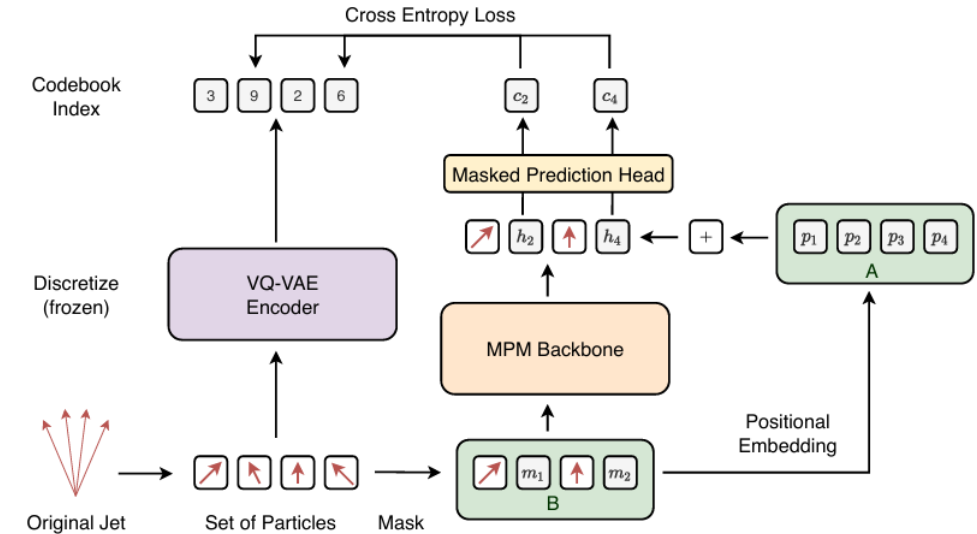 Cross Entropy Loss
Codebook
Index
3 9 2 6
c2 c4
Masked Prediction Head
h2 h4
+
p1 p2 p3 p4
A
Discretize
(frozen)
VQ-VAE
Encoder
MPM Backbone
Positional
Embedding
m1 m2
B
Original Jet
Set of Particles
Mask